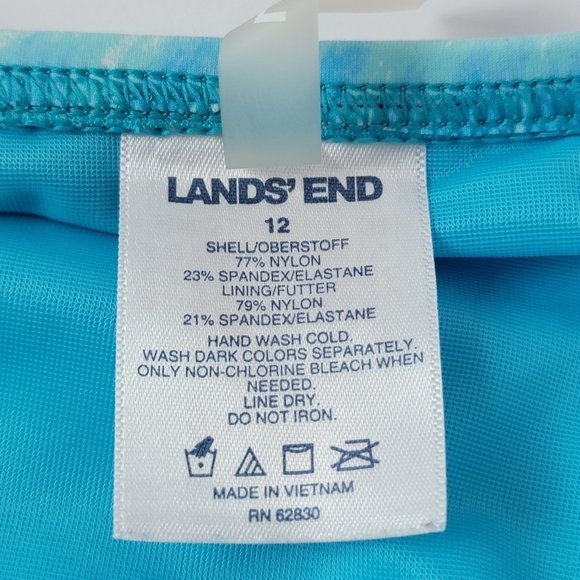 LANDS' END
12
SHELL/OBERSTOFF
77% NYLON
23% SPANDEX/ELASTANE
LINING/FUTTER
79% NYLON
21% SPANDEX/ELASTANE
HAND WASH COLD.
WASH DARK COLORS SEPARATELY.
ONLY NON-CHLORINE BLEACH WHEN
NEEDED.
LINE DRY.
DO NOT IRON.
MADE IN VIETNAM
RN 62830